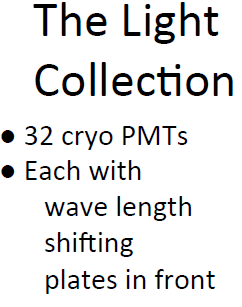 The Light
Collection
● 32 cryo PMTs
● Each with
wave length
shifting
plates in front